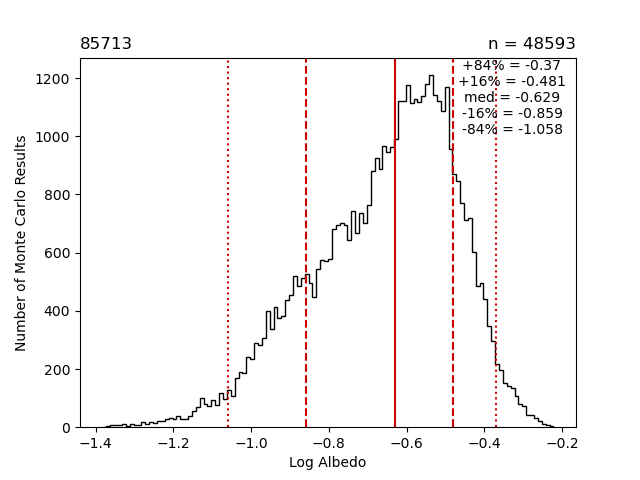 85713
n = 48593
+84% = -0.37
+16% = -0.481
med = -0.629
-16% = -0.859
-84% = -1.058
Number of Monte Carlo Results
1200
1000
800
600
400
200
0
−1.4
−1.2
−1.0
−0.8
−0.6
−0.4
−0.2
Log Albedo